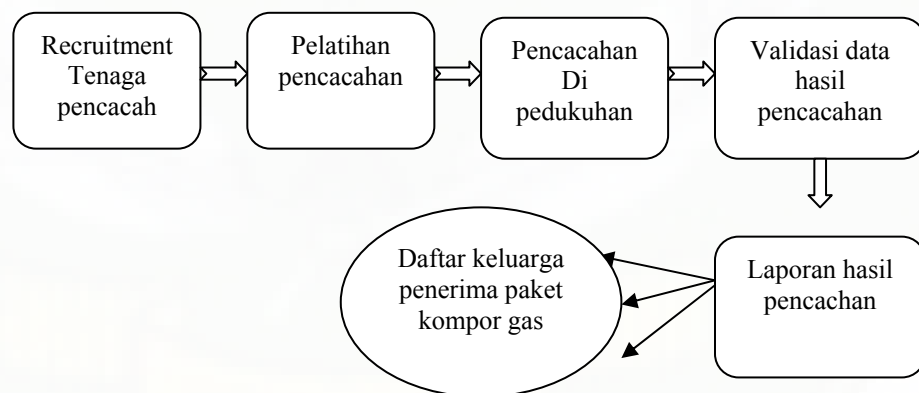 Recruitment
Tenaga
pencacah
Pelatihan
pencacahan
Pencacahan
Di
pedukuhan
Validasi data
hasil
pencacahan
Laporan hasil
pencachan
Daftar keluarga
penerima paket
kompor gas